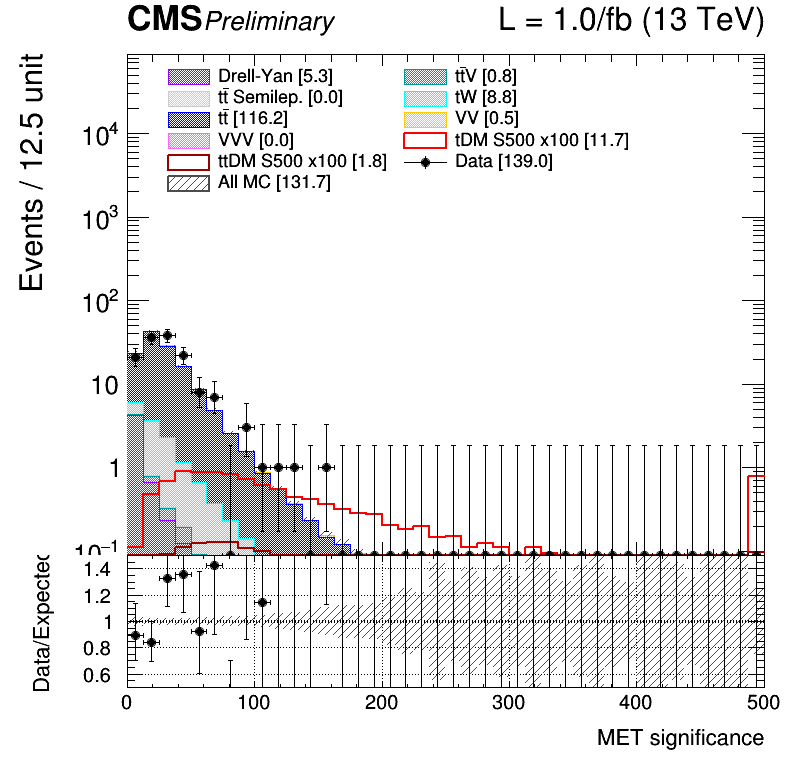 CMS Preliminary L = 1.0/fb (13 TeV)
Events / 12.5 unit
Drell-Yan [5.3] tt̄V [0.8]
tt̄ Semilep. [0.0] tW [8.8]
tt̄ [116.2] VV [0.5]
VVV [0.0] tDM S500 x100 [11.7]
ttDM S500 x100 [1.8] Data [139.0]
All MC [131.7]
10⁴
10³
10²
10
1
10⁻¹
Data/Expected
1.4
1.2
1
0.8
0.6
0 100 200 300 400 500
MET significance